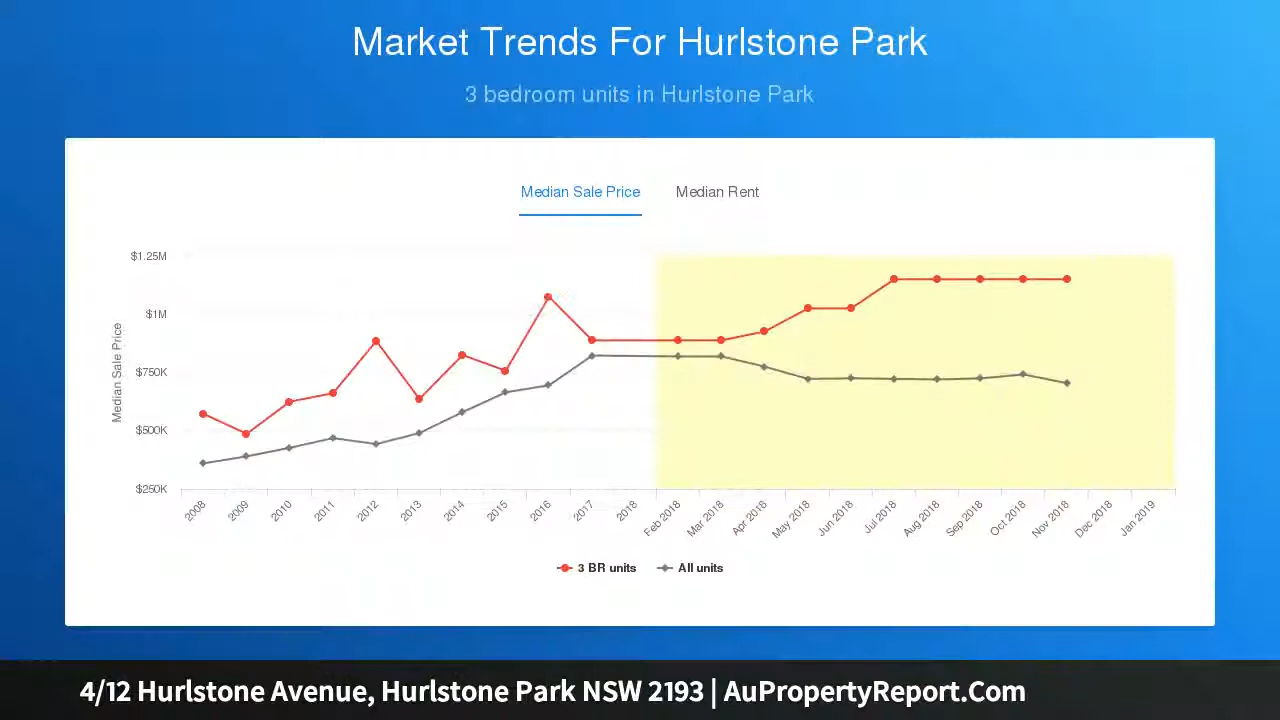 Market Trends For Hurlstone Park
3 bedroom units in Hurlstone Park
Median Sale Price Median Rent
$1.25M
$1M
$750K
$500K
$250K
Median Sale Price
2008 2009 2010 2011 2012 2013 2014 2015 2016 2017 2018 Feb 2018 Mar 2018 Apr 2018 May 2018 Jun 2018 Jul 2018 Aug 2018 Sep 2018 Oct 2018 Nov 2018 Dec 2018 Jan 2019
3 BR units All units
4/12 Hurlstone Avenue, Hurlstone Park NSW 2193 | AuPropertyReport.Com